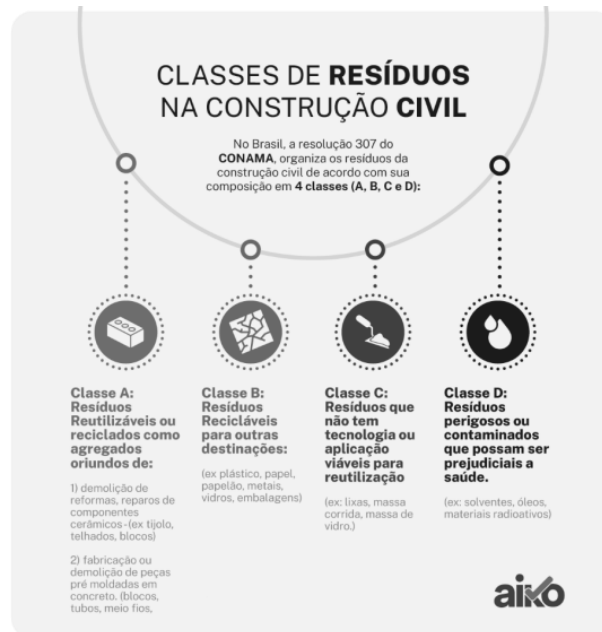 CLASSES DE RESÍDUOS
NA CONSTRUÇÃO CIVIL
No Brasil, a resolução 307 do
CONAMA, organiza os resíduos da
construção civil de acordo com sua
composição em 4 classes (A, B, C e D):
Classe A:
Resíduos
Reutilizáveis ou
reciclados como
agregados
oriundos de:
1) demolição de
reformas, reparos de
componentes
cerâmicos-(ex tijolo,
telhados, blocos)
2) fabricação ou
demolição de peças
pré moldadas em
concreto. (blocos,
tubos, meio fios,
Classe B:
Resíduos
Recicláveis
para outras
destinações:
(ex plástico, papel,
papelão, metais,
vidros, embalagens)
Classe C:
Resíduos que
não tem
tecnologia ou
aplicação
viáveis para
reutilização
(ex: lixas, massa
corrida, massa de
vidro.)
Classe D:
Resíduos
perigosos ou
contaminados
que possam ser
prejudiciais a
saúde.
(ex: solventes, óleos,
materiais radioativos)
aiko